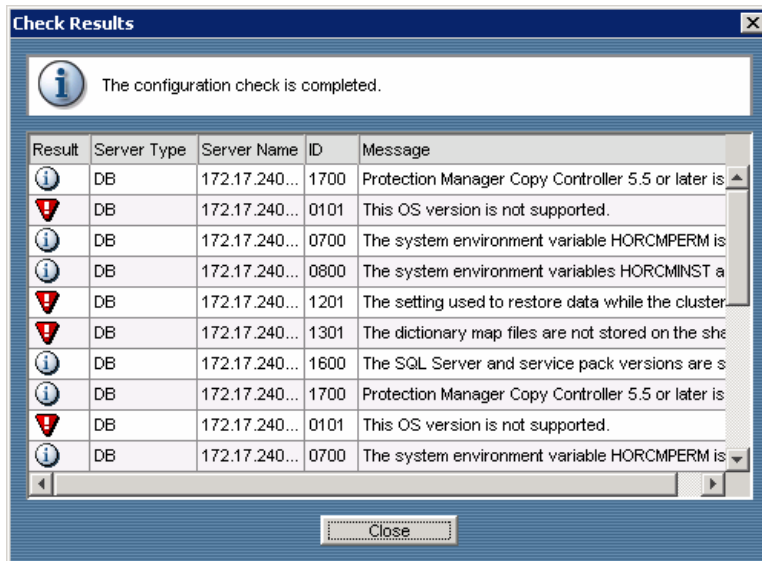 Check Results
The configuration check is completed.
Result Server Type Server Name ID Message
DB 172.17.240... 1700 Protection Manager Copy Controller 5.5 or later is
DB 172.17.240... 0101 This OS version is not supported.
DB 172.17.240... 0700 The system environment variable HORCMPERM is
DB 172.17.240... 0800 The system environment variables HORCMINST a
DB 172.17.240... 1201 The setting used to restore data while the cluster
DB 172.17.240... 1301 The dictionary map files are not stored on the sha
DB 172.17.240... 1600 The SQL Server and service pack versions are s
DB 172.17.240... 1700 Protection Manager Copy Controller 5.5 or later is
DB 172.17.240... 0101 This OS version is not supported.
DB 172.17.240... 0700 The system environment variable HORCMPERM is
Close